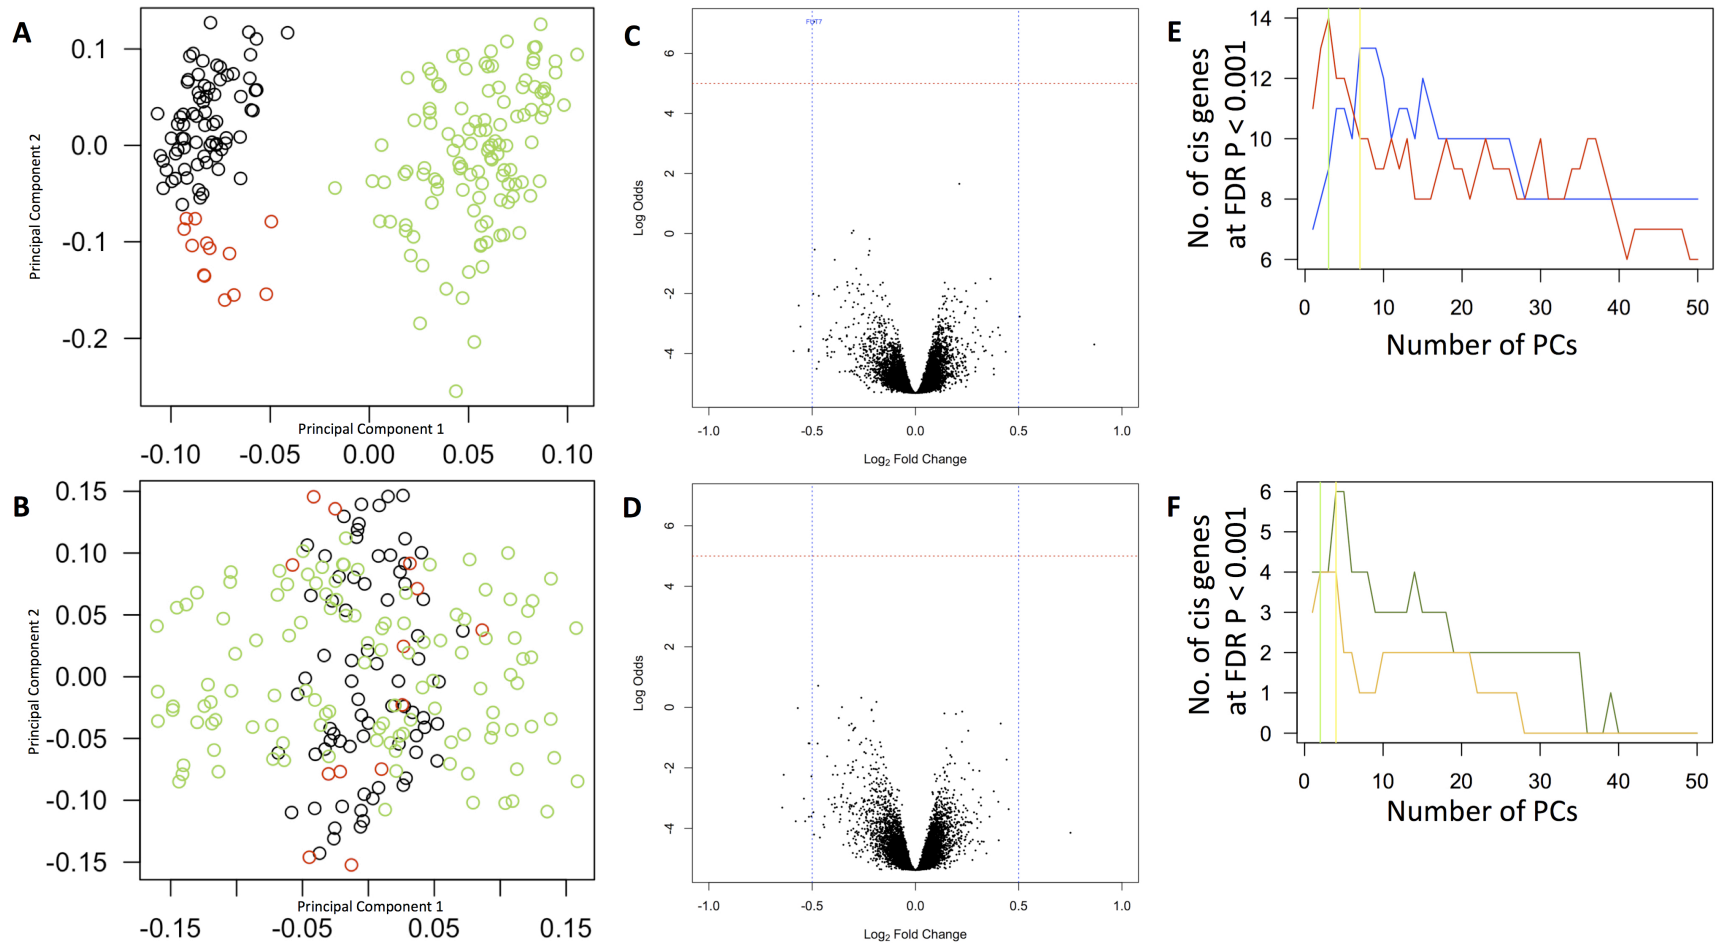 A
Principal Component 2
0.1
0.0
-0.1
-0.2
Principal Component 1
-0.10 -0.05 0.00 0.05 0.10
B
Principal Component 2
0.15
0.10
0.05
0.00
-0.05
-0.10
-0.15
Principal Component 1
-0.15 -0.05 0.05 0.15
C
Log Odds
6
4
2
0
-2
-4
-1.0 -0.5 0.0 0.5 1.0
Log2 Fold Change
D
Log Odds
6
4
2
0
-2
-4
-1.0 -0.5 0.0 0.5 1.0
Log2 Fold Change
E
No. of cis genes
at FDR P < 0.001
14
12
10
8
6
0 10 20 30 40 50
Number of PCs
F
No. of cis genes
at FDR P < 0.001
6
5
4
3
2
1
0
0 10 20 30 40 50
Number of PCs